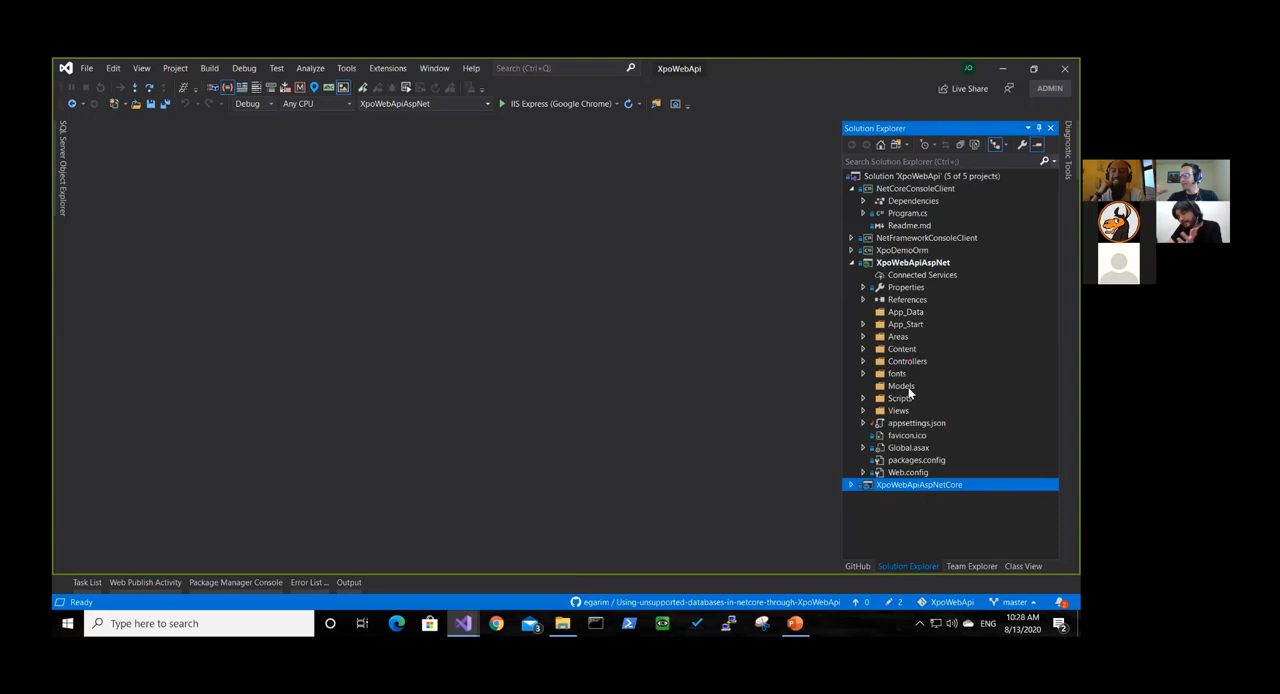 File Edit View Project Build Debug Test Tools Analyze Extensions Window Help Search (Ctrl+Q) XpoWebApi JO
Live Share ADMIN
Debug Any CPU XpoWebApiAspNet IIS Express (Google Chrome)
SQL Server Object Explorer
Diagnostic Tools
Solution Explorer
Search Solution Explorer (Ctrl+;)
Solution 'XpoWebApi' (5 of 5 projects)
NetCoreConsoleClient
Dependencies
Program.cs
Readme.md
NetFrameworkConsoleClient
XpoDemoOrm
XpoWebApiAspNet
Connected Services
Properties
References
App_Data
App_Start
Areas
Content
Controllers
fonts
Models
Scripts
Views
appsettings.json
favicon.ico
Global.asax
packages.config
Web.config
XpoWebApiAspNetCore
GitHub Solution Explorer Team Explorer Class View
Task List Web Publish Activity Package Manager Console Error List ... Output
Ready egarim / Using-unsupported-databases-in-netcore-through-XpoWebApi 0 2 XpoWebApi master
Type here to search 3 ENG 10:28 AM
8/13/2020 2